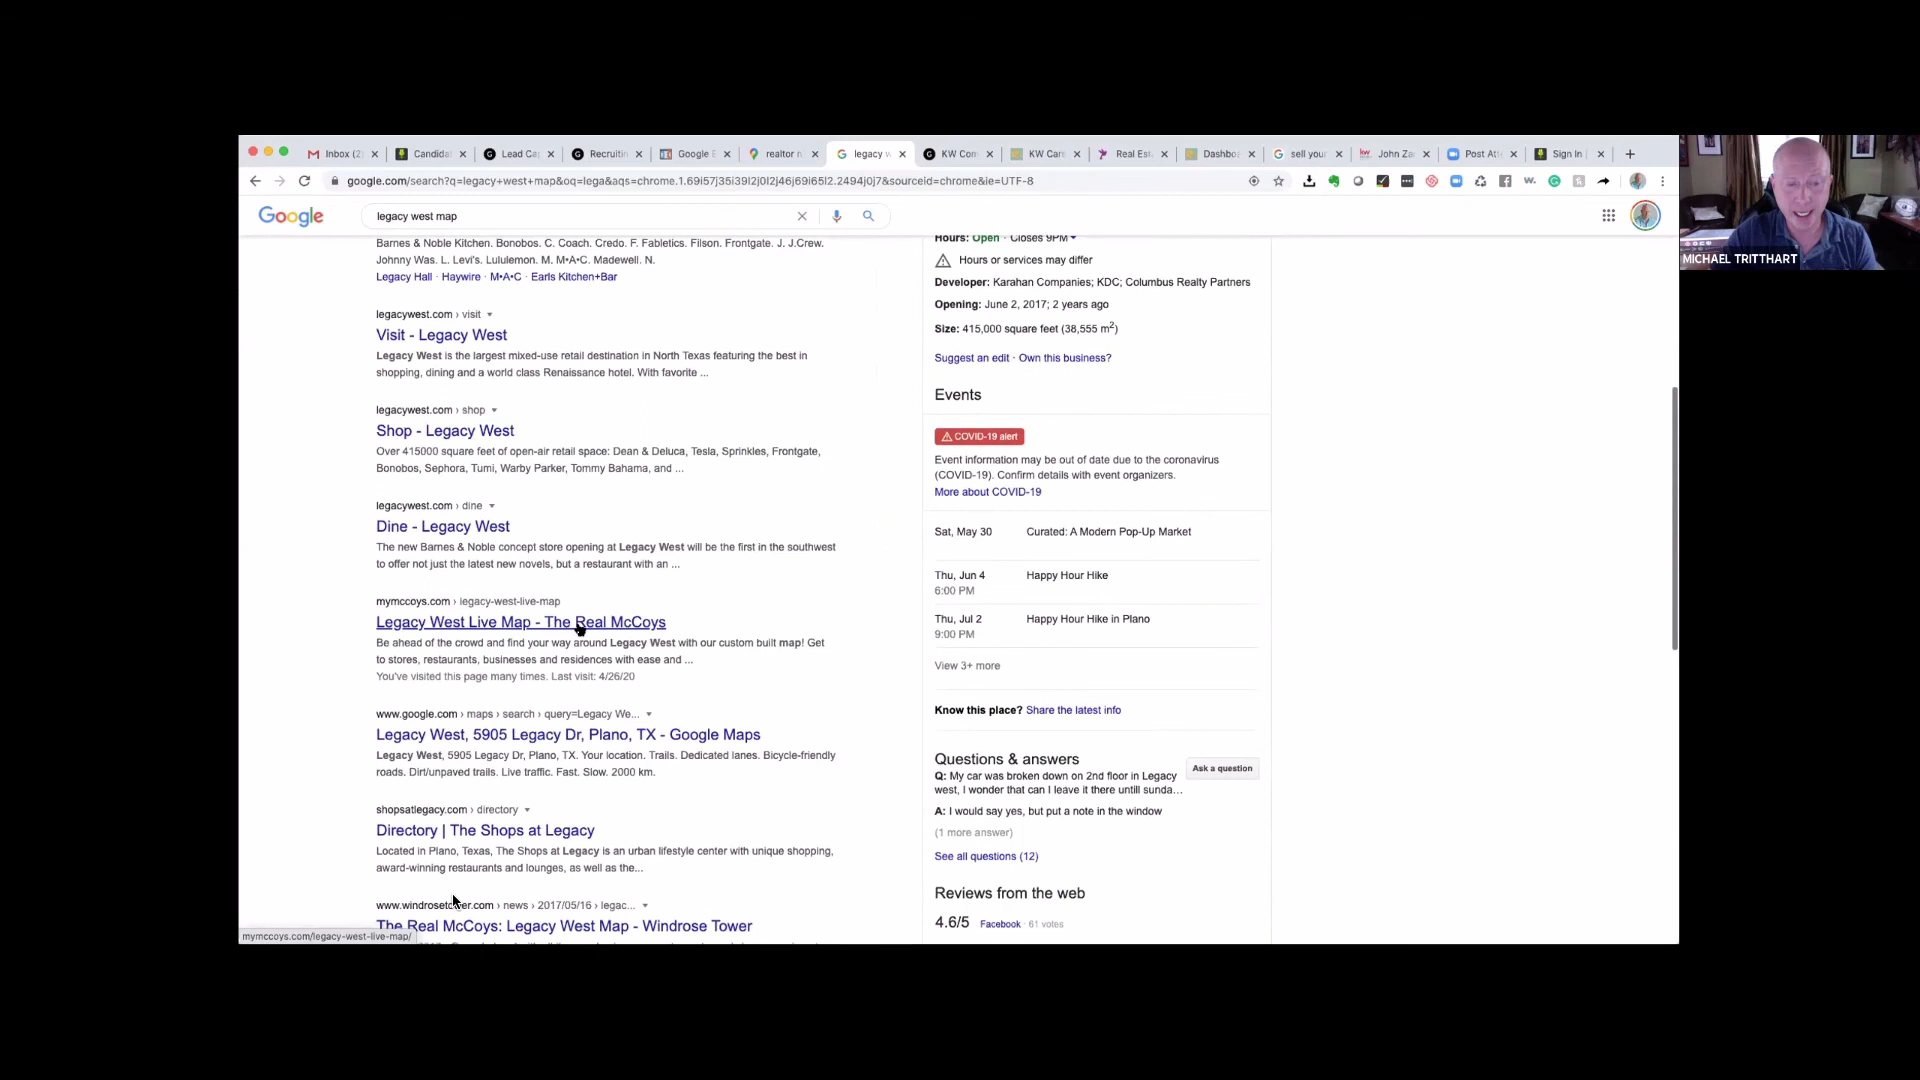 Inbox (2
Candida
Lead Ca
Recruitin
Google E
realtor n
legacy w
KW Com
KW Care
Real Est
Dashbo
sell your
John Za
Post Att
Sign In
google.com/search?q=legacy+west+map&oq=lega&aqs=chrome.1.69i57j35i39l2j0l2j46j69i65l2.2494j0j7&sourceid=chrome&ie=UTF-8
Google
legacy west map
MICHAEL TRITTHART
Barnes & Noble Kitchen. Bonobos. C. Coach. Credo. F. Fabletics. Filson. Frontgate. J. J.Crew.
Johnny Was. L. Levi's. Lululemon. M. M•A•C. Madewell. N.
Legacy Hall · Haywire · M•A•C · Earls Kitchen+Bar
legacywest.com › visit
Visit - Legacy West
Legacy West is the largest mixed-use retail destination in North Texas featuring the best in
shopping, dining and a world class Renaissance hotel. With favorite ...
legacywest.com › shop
Shop - Legacy West
Over 415000 square feet of open-air retail space: Dean & Deluca, Tesla, Sprinkles, Frontgate,
Bonobos, Sephora, Tumi, Warby Parker, Tommy Bahama, and ...
legacywest.com › dine
Dine - Legacy West
The new Barnes & Noble concept store opening at Legacy West will be the first in the southwest
to offer not just the latest new novels, but a restaurant with an ...
mymccoys.com › legacy-west-live-map
Legacy West Live Map - The Real McCoys
Be ahead of the crowd and find your way around Legacy West with our custom built map! Get
to stores, restaurants, businesses and residences with ease and ...
You've visited this page many times. Last visit: 4/26/20
www.google.com › maps › search › query=Legacy We...
Legacy West, 5905 Legacy Dr, Plano, TX - Google Maps
Legacy West, 5905 Legacy Dr, Plano, TX. Your location. Trails. Dedicated lanes. Bicycle-friendly
roads. Dirt/unpaved trails. Live traffic. Fast. Slow. 2000 km.
shopsatlegacy.com › directory
Directory | The Shops at Legacy
Located in Plano, Texas, The Shops at Legacy is an urban lifestyle center with unique shopping,
award-winning restaurants and lounges, as well as the...
www.windrosetower.com › news › 2017/05/16 › legac...
The Real McCoys: Legacy West Map - Windrose Tower
mymccoys.com/legacy-west-live-map/
Hours: Open · Closes 9PM
Hours or services may differ
Developer: Karahan Companies; KDC; Columbus Realty Partners
Opening: June 2, 2017; 2 years ago
Size: 415,000 square feet (38,555 m²)
Suggest an edit · Own this business?
Events
COVID-19 alert
Event information may be out of date due to the coronavirus
(COVID-19). Confirm details with event organizers.
More about COVID-19
Sat, May 30 Curated: A Modern Pop-Up Market
Thu, Jun 4 Happy Hour Hike
6:00 PM
Thu, Jul 2 Happy Hour Hike in Plano
9:00 PM
View 3+ more
Know this place? Share the latest info
Questions & answers
Ask a question
Q: My car was broken down on 2nd floor in Legacy
west, I wonder that can I leave it there untill sunda...
A: I would say yes, but put a note in the window
(1 more answer)
See all questions (12)
Reviews from the web
4.6/5 Facebook · 61 votes